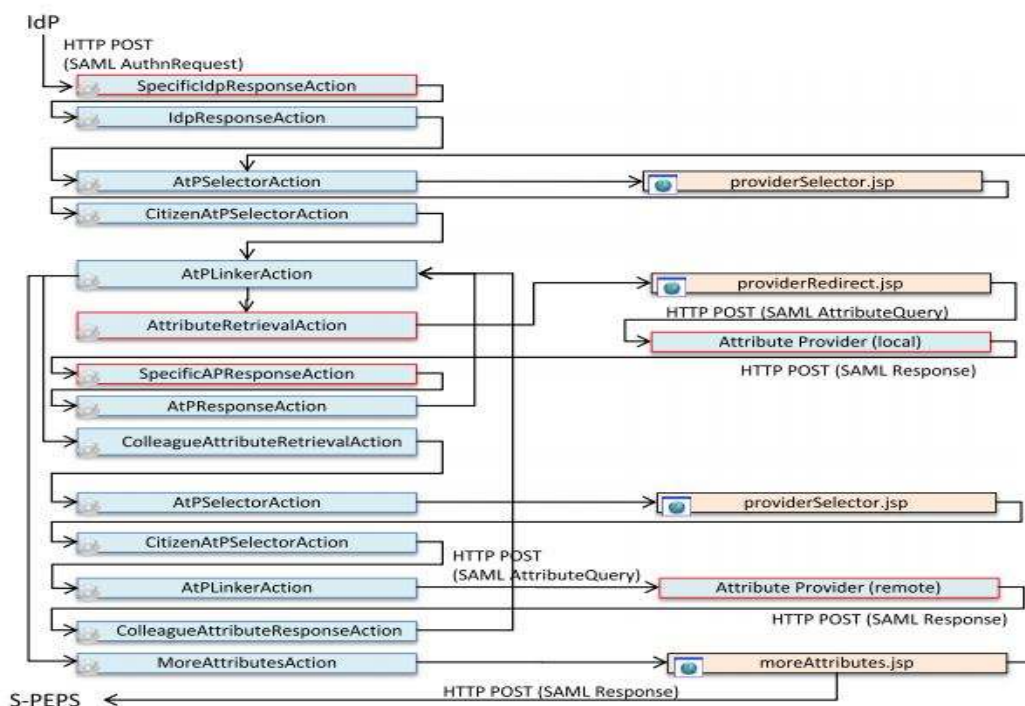 IdP
HTTP POST
(SAML AuthnRequest)
SpecificIdpResponseAction
IdpResponseAction
AtPSelectorAction
providerSelector.jsp
CitizenAtPSelectorAction
AtPLinkerAction
providerRedirect.jsp
HTTP POST (SAML AttributeQuery)
AttributeRetrievalAction
Attribute Provider (local)
HTTP POST (SAML Response)
SpecificAPResponseAction
AtPResponseAction
ColleagueAttributeRetrievalAction
AtPSelectorAction
providerSelector.jsp
CitizenAtPSelectorAction
HTTP POST
(SAML AttributeQuery)
AtPLinkerAction
Attribute Provider (remote)
HTTP POST (SAML Response)
ColleagueAttributeResponseAction
MoreAttributesAction
moreAttributes.jsp
HTTP POST (SAML Response)
S-PEPS